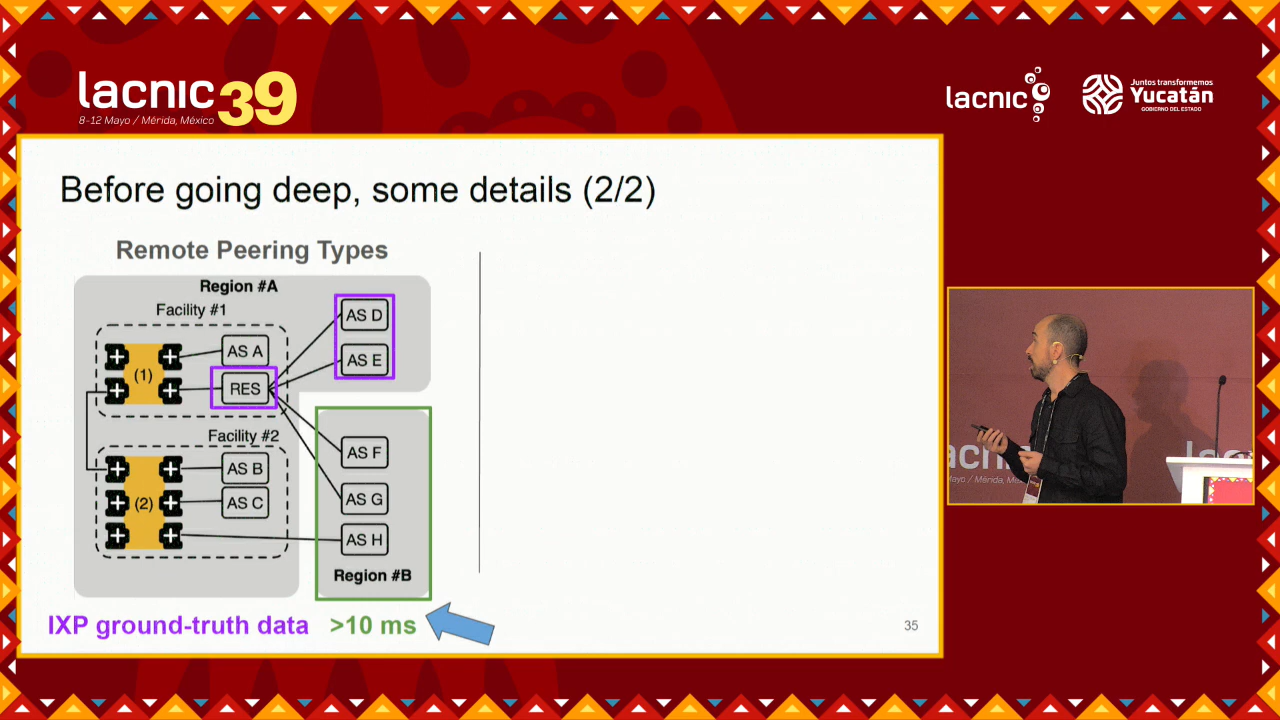 lacnic 39
8-12 Mayo / Mérida, México
lacnic
Juntos transformemos
Yucatán
GOBIERNO DEL ESTADO
Before going deep, some details (2/2)
Remote Peering Types
Region #A
Facility #1
AS D
AS A
AS E
(1)
RES
Facility #2
AS F
AS B
AS G
(2)
AS C
AS H
Region #B
IXP ground-truth data
>10 ms
35